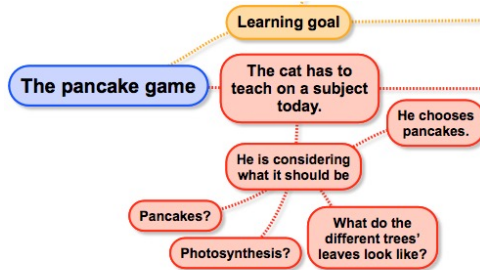 Learning goal
The pancake game
The cat has to
teach on a subject
today.
He chooses
pancakes.
He is considering
what it should be
Pancakes?
Photosynthesis?
What do the
different trees'
leaves look like?